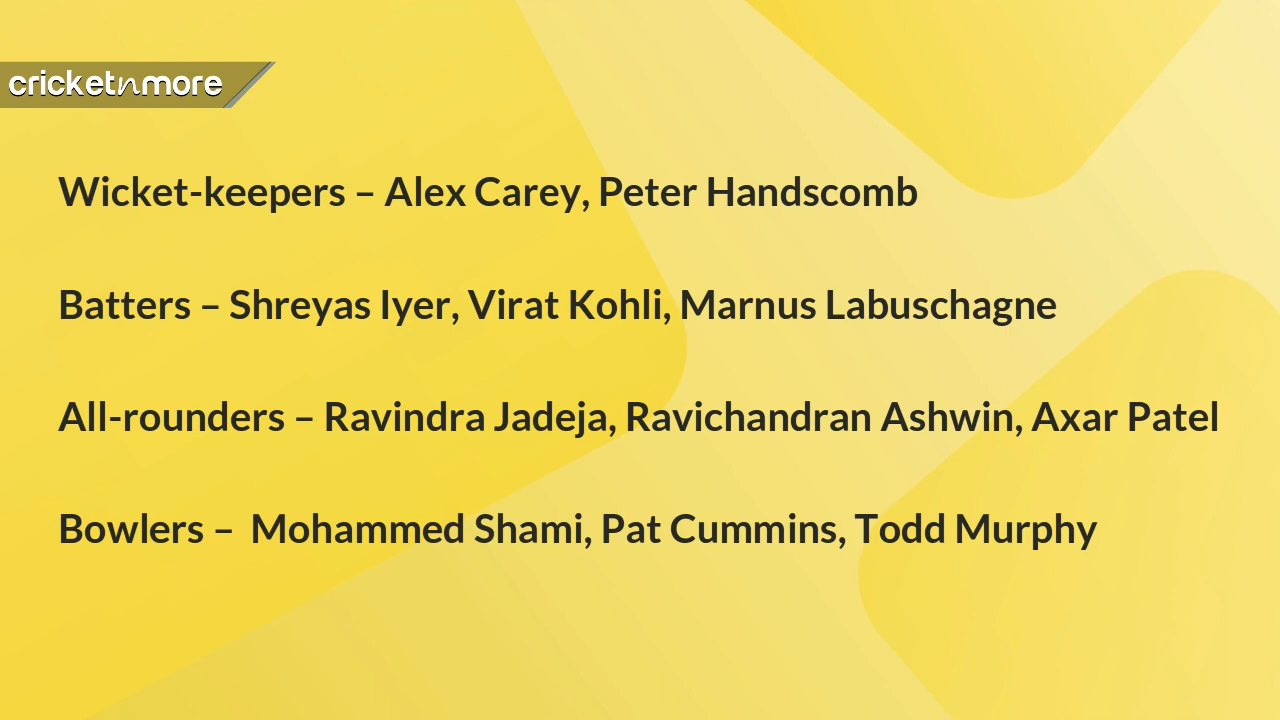 cricketnmore
Wicket-keepers – Alex Carey, Peter Handscomb
Batters – Shreyas Iyer, Virat Kohli, Marnus Labuschagne
All-rounders – Ravindra Jadeja, Ravichandran Ashwin, Axar Patel
Bowlers – Mohammed Shami, Pat Cummins, Todd Murphy